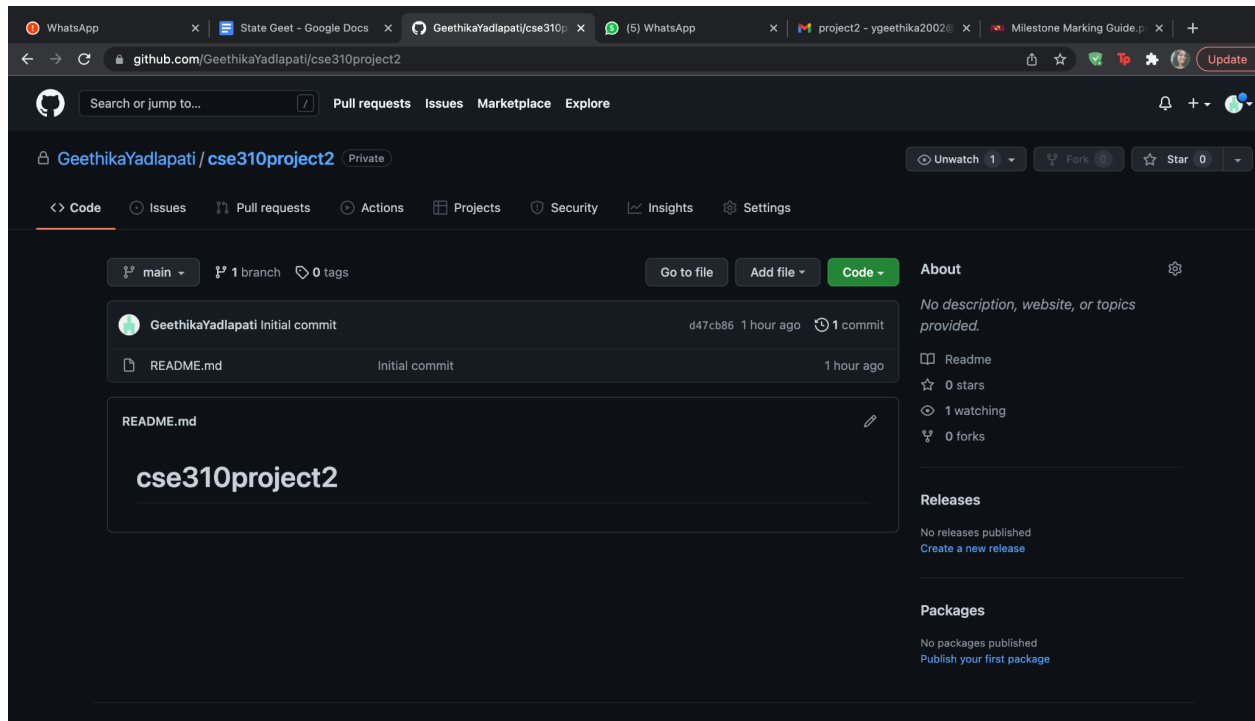 WhatsApp
State Geet - Google Docs
GeethikaYadlapati/cse310p
(5) WhatsApp
project2 - ygeethika2002@
Milestone Marking Guide.p
github.com/GeethikaYadlapati/cse310project2
Tp
Update
Search or jump to...
/
Pull requests Issues Marketplace Explore
GeethikaYadlapati / cse310project2 Private
Unwatch 1
Fork 0
Star 0
<> Code Issues Pull requests Actions Projects Security Insights Settings
main 1 branch 0 tags
Go to file Add file Code
GeethikaYadlapati Initial commit d47cb86 1 hour ago 1 commit
README.md Initial commit 1 hour ago
README.md
cse310project2
About
No description, website, or topics
provided.
Readme
0 stars
1 watching
0 forks
Releases
No releases published
Create a new release
Packages
No packages published
Publish your first package